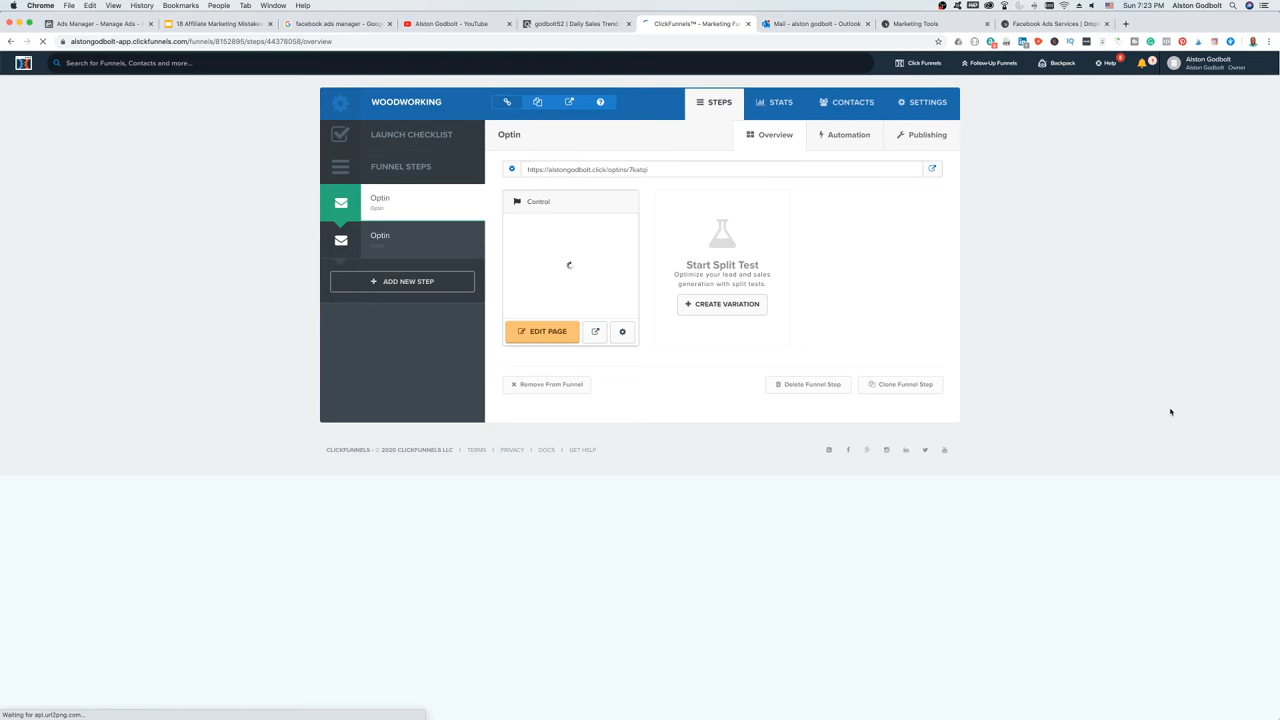 Chrome File Edit View History Bookmarks People Tab Window Help Sun 7:23 PM Alston Godbolt
Ads Manager - Manage Ads - A 18 Affiliate Marketing Mistakes facebook ads manager - Goog Alston Godbolt - YouTube godbolt52 | Daily Sales Trend ClickFunnels™ - Marketing Fu Mail - alston godbolt - Outlook Marketing Tools Facebook Ads Services | Drop
alstongodbolt-app.clickfunnels.com/funnels/8152895/steps/44378058/overview
Search for Funnels, Contacts and more... Click Funnels Follow-Up Funnels Backpack Help 8 1 Alston Godbolt
Alston Godbolt - Owner
WOODWORKING STEPS STATS CONTACTS SETTINGS
LAUNCH CHECKLIST Optin Overview Automation Publishing
FUNNEL STEPS https://alstongodbolt.click/optinsr7katqi
Optin
Optin
Control
Optin
Optin
Start Split Test
Optimize your lead and sales
generation with split tests.
+ ADD NEW STEP
+ CREATE VARIATION
EDIT PAGE
Remove From Funnel Delete Funnel Step Clone Funnel Step
CLICKFUNNELS - © 2020 CLICKFUNNELS LLC | TERMS | PRIVACY | DOCS | GET HELP
Waiting for api.url2png.com...